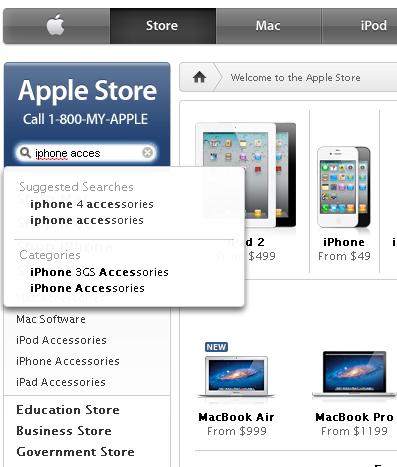 Store Mac iPod
Welcome to the Apple Store
Apple Store
Call 1-800-MY-APPLE
iphone acces
Suggested Searches
iphone 4 accessories
iphone accessories
Categories
iPhone 3GS Accessories
iPhone Accessories
Mac Software
iPod Accessories
iPhone Accessories
iPad Accessories
Education Store
Business Store
Government Store
d 2
From $499
iPhone
From $49
NEW
MacBook Air
From $999
MacBook Pro
From $1199